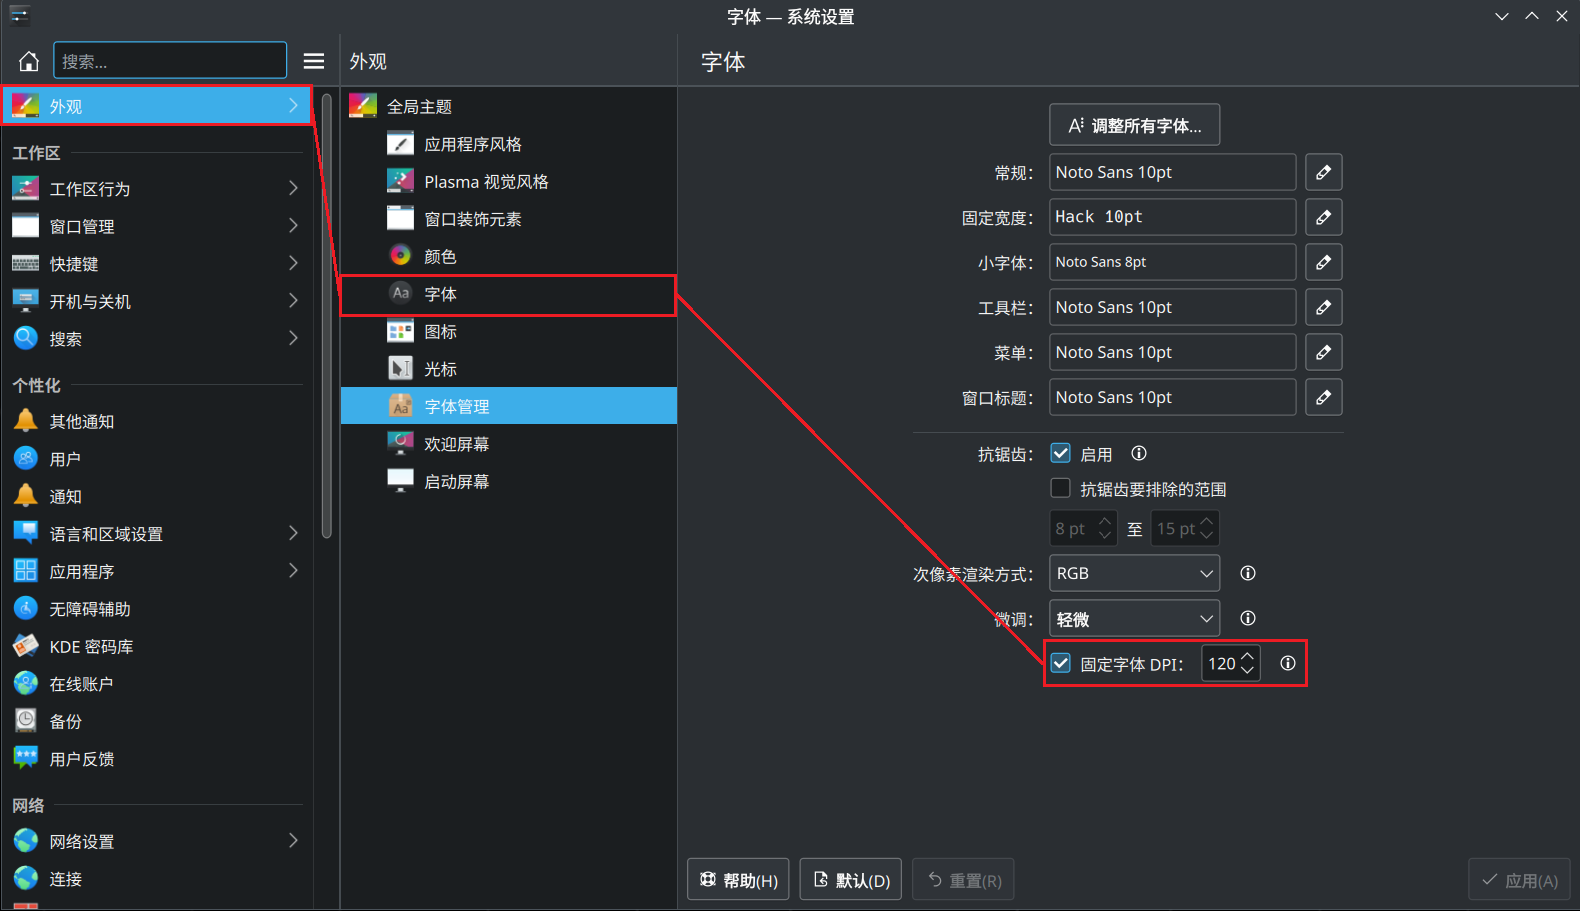 字体 — 系统设置
搜索...
外观
工作区
工作区行为
窗口管理
快捷键
开机与关机
搜索
个性化
其他通知
用户
通知
语言和区域设置
应用程序
无障碍辅助
KDE 密码库
在线账户
备份
用户反馈
网络
网络设置
连接
外观
全局主题
应用程序风格
Plasma 视觉风格
窗口装饰元素
颜色
Aa 字体
图标
光标
Aa 字体管理
欢迎屏幕
启动屏幕
字体
调整所有字体...
常规： Noto Sans 10pt
固定宽度： Hack 10pt
小字体： Noto Sans 8pt
工具栏： Noto Sans 10pt
菜单： Noto Sans 10pt
窗口标题： Noto Sans 10pt
抗锯齿： 启用
抗锯齿要排除的范围
8 pt 至 15 pt
次像素渲染方式： RGB
微调： 轻微
固定字体 DPI： 120
帮助(H) 默认(D) 重置(R) 应用(A)